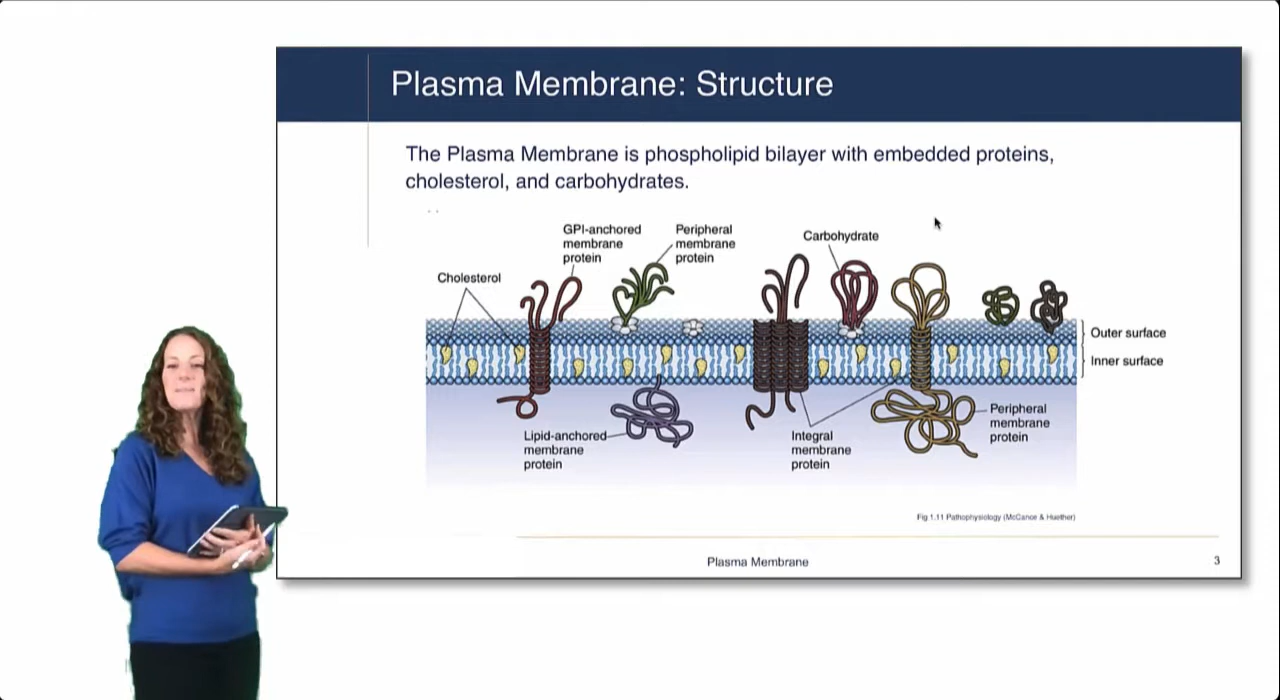 Plasma Membrane: Structure
The Plasma Membrane is phospholipid bilayer with embedded proteins,
cholesterol, and carbohydrates.
GPI-anchored
membrane
protein
Peripheral
membrane
protein
Carbohydrate
Cholesterol
Outer surface
Inner surface
Lipid-anchored
membrane
protein
Integral
membrane
protein
Peripheral
membrane
protein
Fig 1.11 Pathophysiology (McCance & Huether)
Plasma Membrane
3